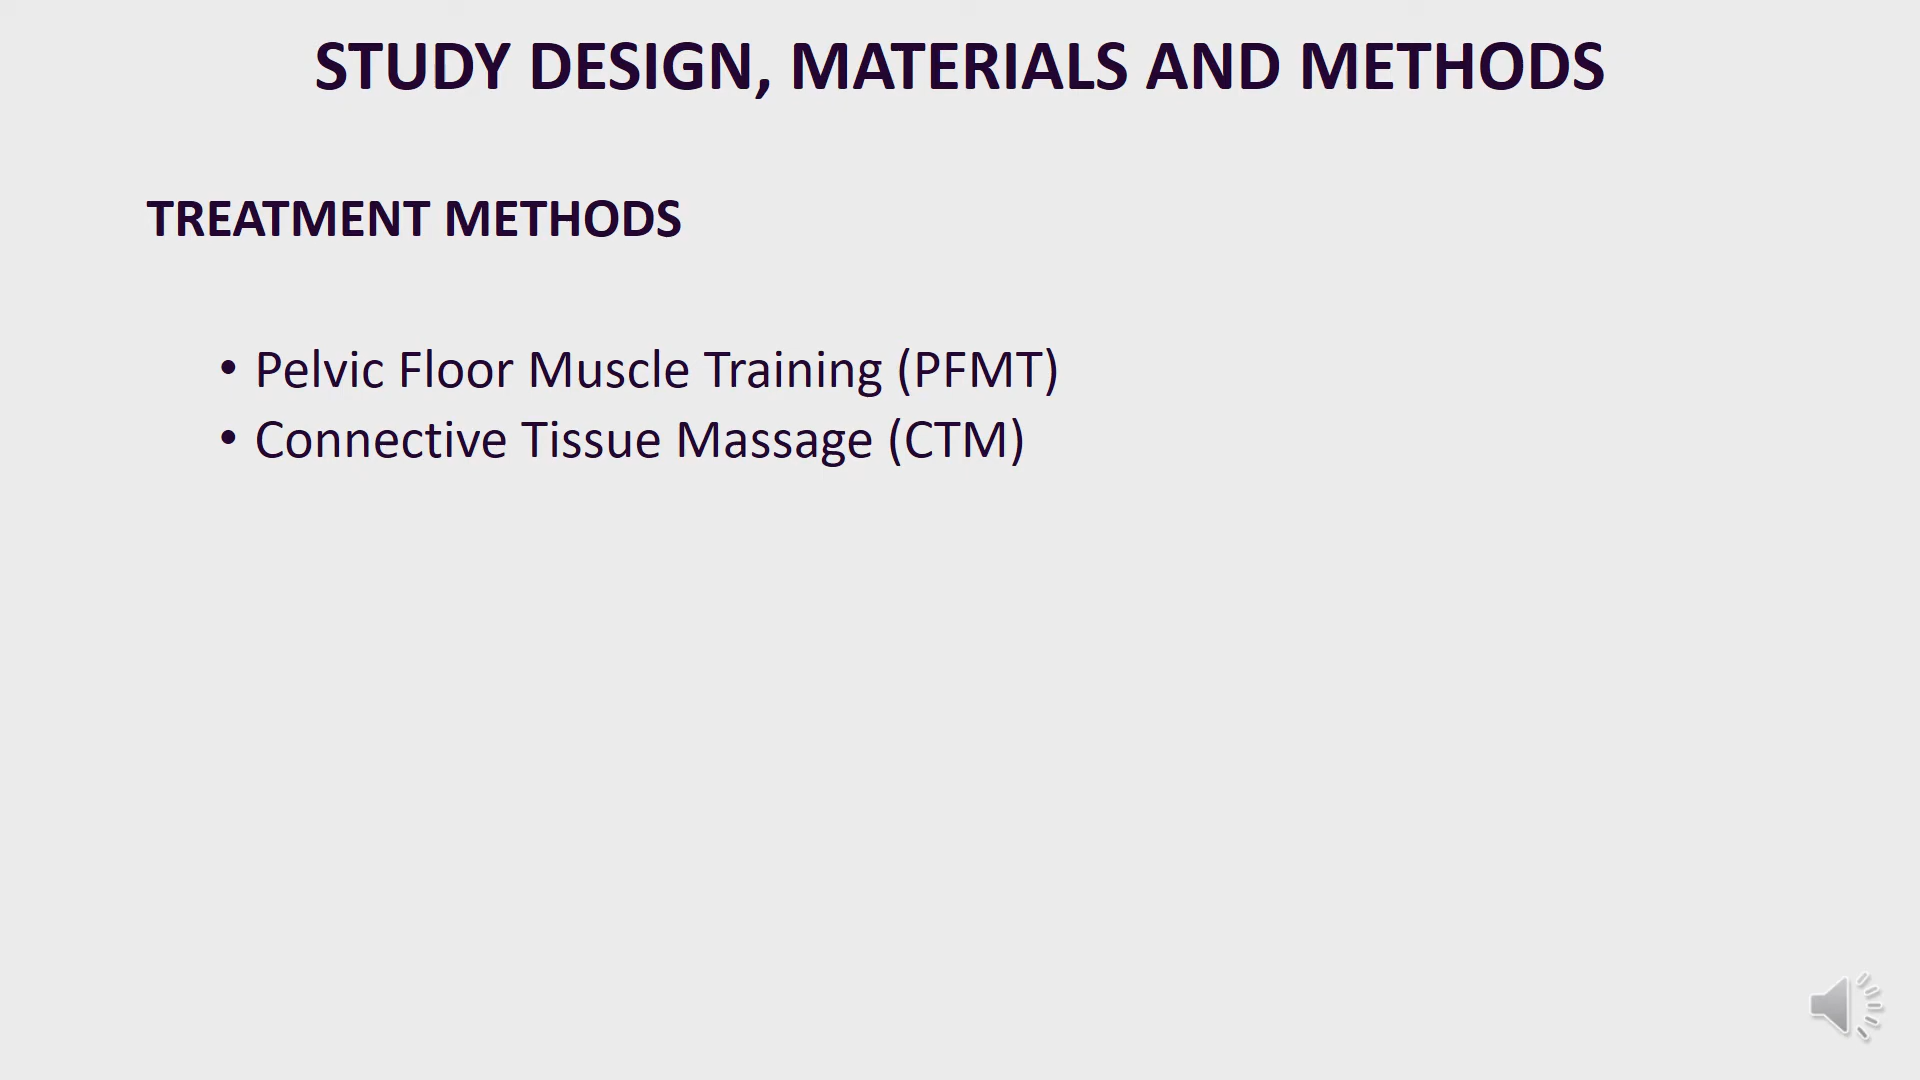 STUDY DESIGN, MATERIALS AND METHODS
TREATMENT METHODS
• Pelvic Floor Muscle Training (PFMT)
• Connective Tissue Massage (CTM)